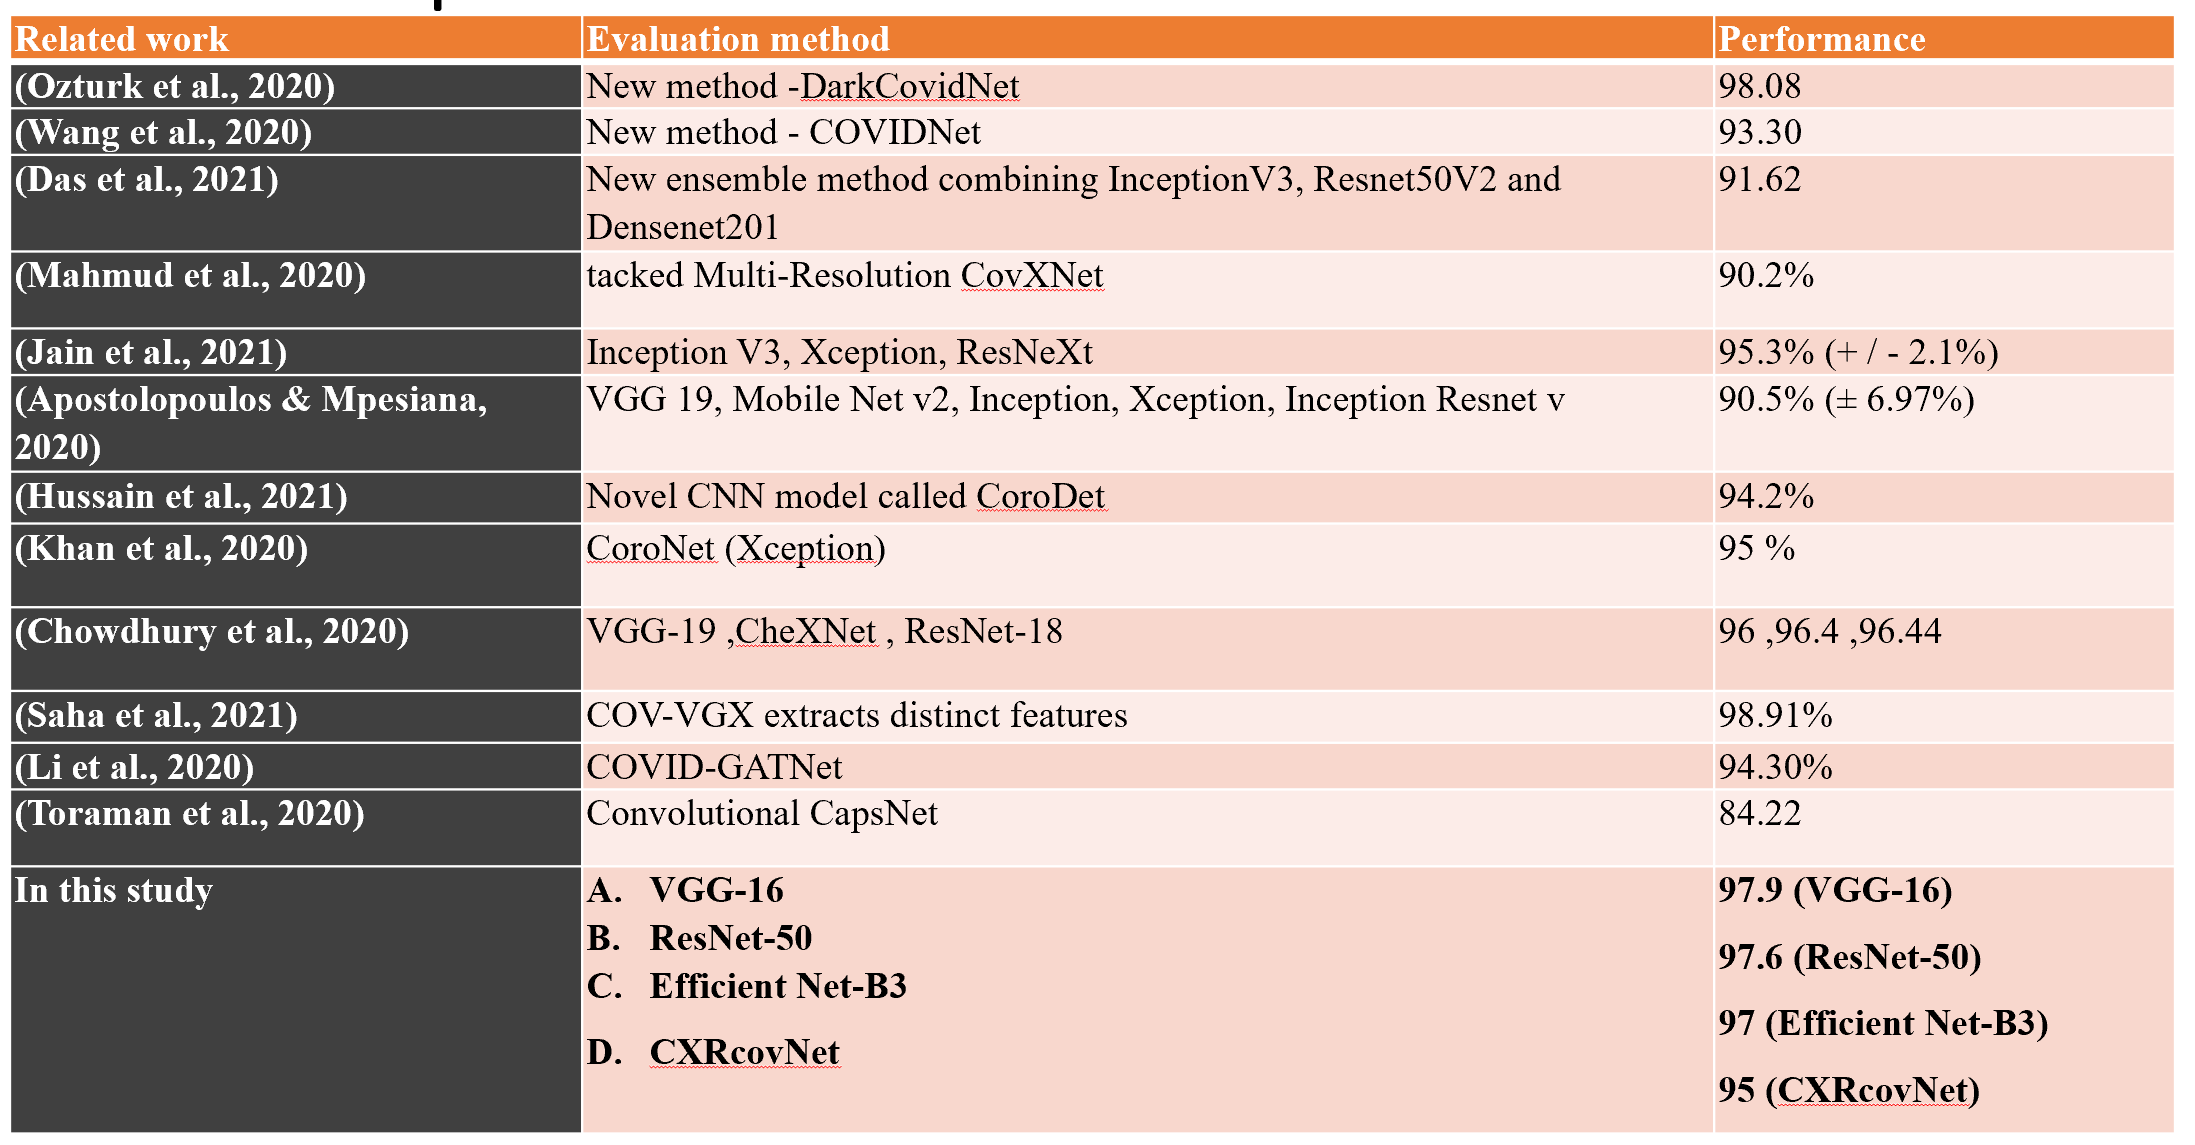 Related work Evaluation method Performance
(Ozturk et al., 2020) New method -DarkCovidNet 98.08
(Wang et al., 2020) New method - COVIDNet 93.30
(Das et al., 2021) New ensemble method combining InceptionV3, Resnet50V2 and 91.62
Densenet201
(Mahmud et al., 2020) tacked Multi-Resolution CovXNet 90.2%
(Jain et al., 2021) Inception V3, Xception, ResNeXt 95.3% (+ / - 2.1%)
(Apostolopoulos & Mpesiana, VGG 19, Mobile Net v2, Inception, Xception, Inception Resnet v 90.5% (± 6.97%)
2020)
(Hussain et al., 2021) Novel CNN model called CoroDet 94.2%
(Khan et al., 2020) CoroNet (Xception) 95 %
(Chowdhury et al., 2020) VGG-19 ,CheXNet , ResNet-18 96 ,96.4 ,96.44
(Saha et al., 2021) COV-VGX extracts distinct features 98.91%
(Li et al., 2020) COVID-GATNet 94.30%
(Toraman et al., 2020) Convolutional CapsNet 84.22
In this study A. VGG-16 97.9 (VGG-16)
B. ResNet-50 97.6 (ResNet-50)
C. Efficient Net-B3 97 (Efficient Net-B3)
D. CXRcovNet 95 (CXRcovNet)